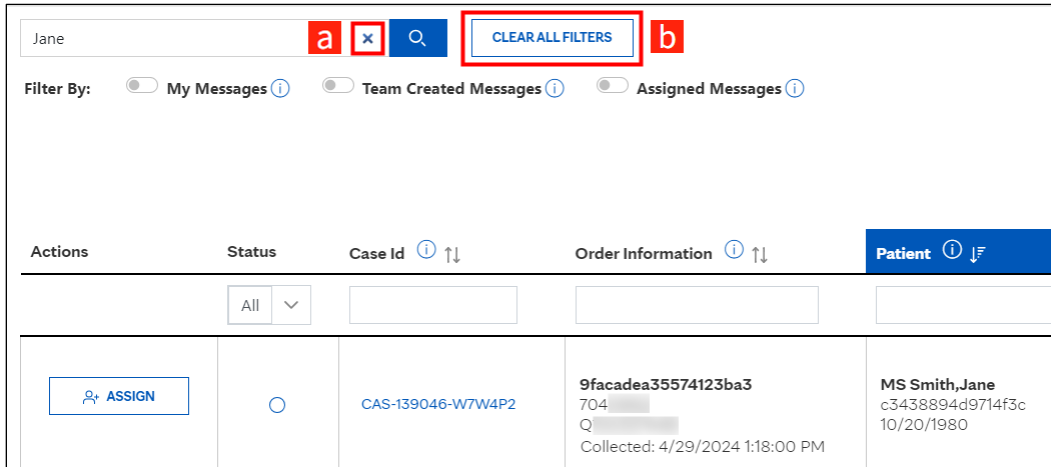 Jane a × CLEAR ALL FILTERS b
Filter By: My Messages Team Created Messages Assigned Messages
Actions Status Case Id Order Information Patient
All
ASSIGN CAS-139046-W7W4P2 9facadea35574123ba3 MS Smith,Jane
704 c3438894d9714f3c
Q 10/20/1980
Collected: 4/29/2024 1:18:00 PM